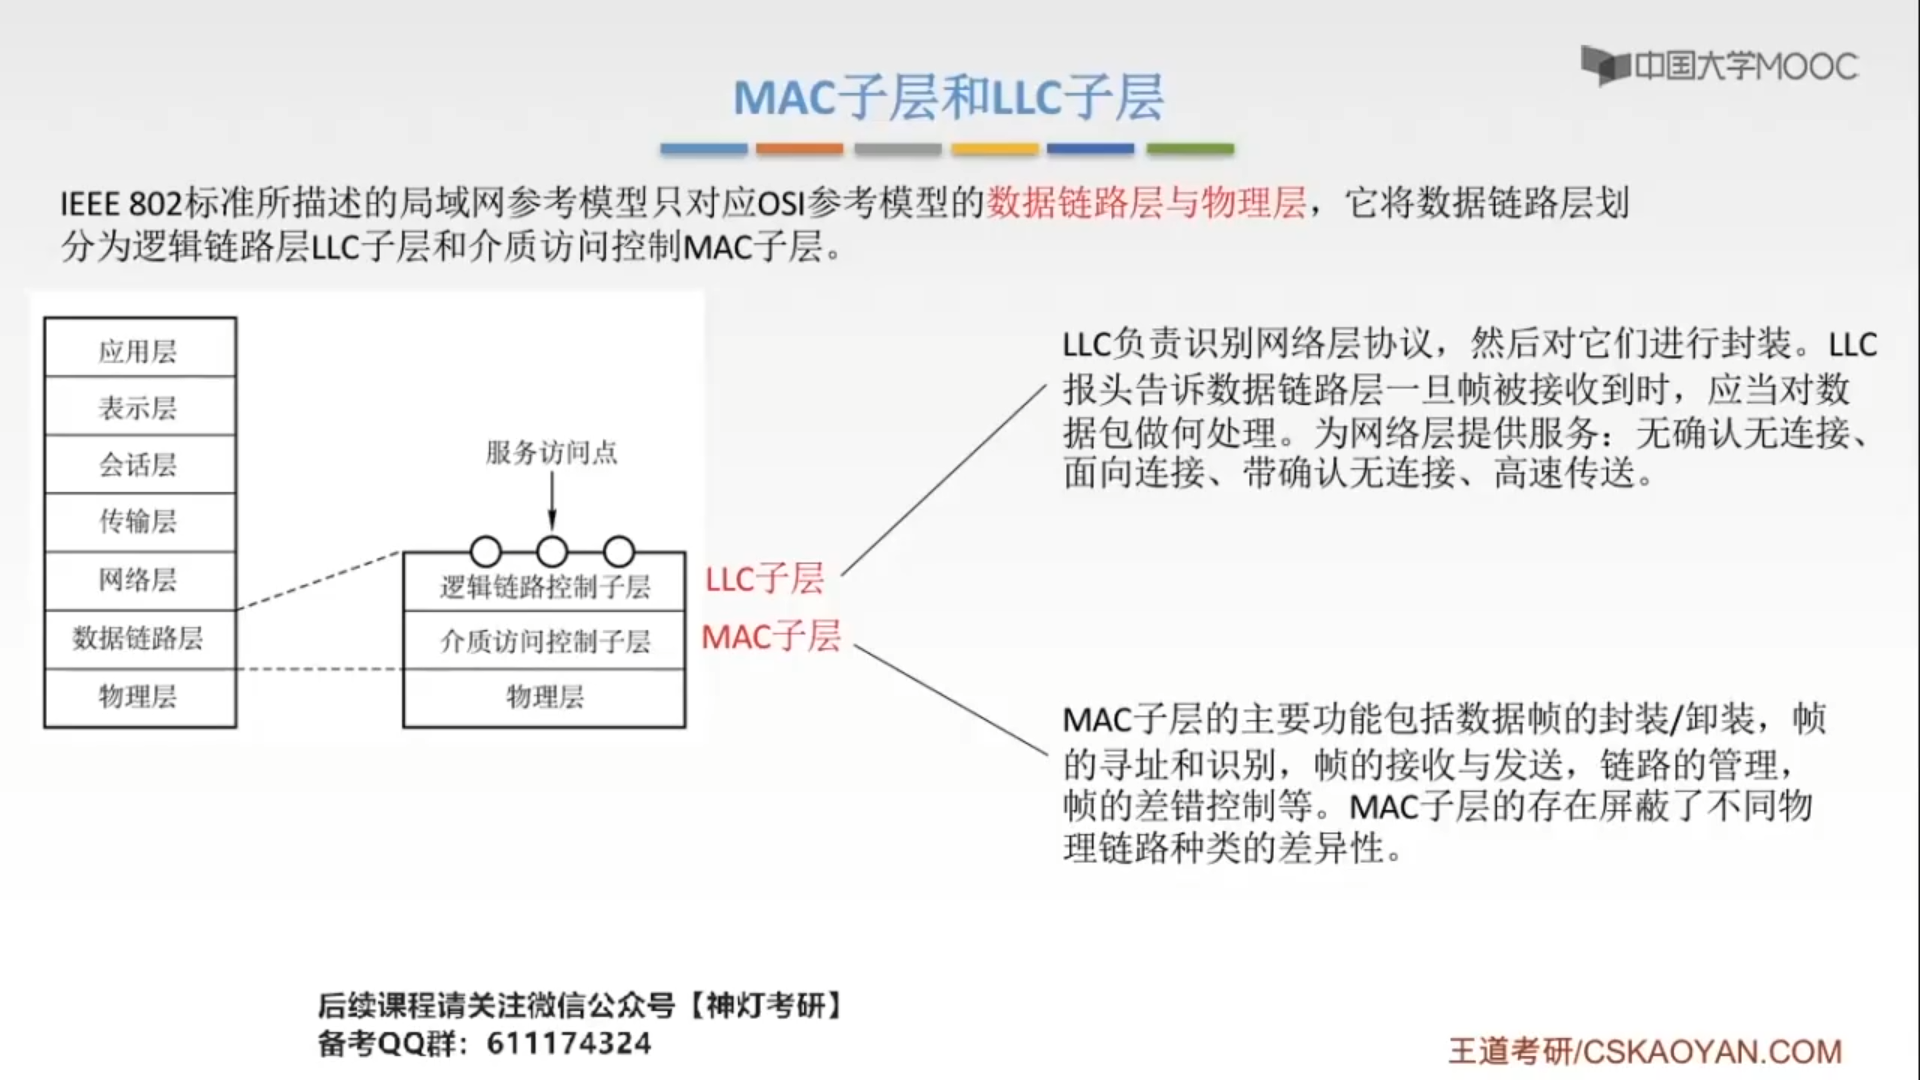 中国大学MOOC
MAC子层和LLC子层
IEEE 802标准所描述的局域网参考模型只对应OSI参考模型的数据链路层与物理层，它将数据链路层划
分为逻辑链路层LLC子层和介质访问控制MAC子层。
应用层
表示层
会话层
传输层
网络层
数据链路层
物理层
服务访问点
逻辑链路控制子层
介质访问控制子层
物理层
LLC子层
MAC子层
LLC负责识别网络层协议，然后对它们进行封装。LLC
报头告诉数据链路层一旦帧被接收到时，应当对数
据包做何处理。为网络层提供服务：无确认无连接、
面向连接、带确认无连接、高速传送。
MAC子层的主要功能包括数据帧的封装/卸装，帧
的寻址和识别，帧的接收与发送，链路的管理，
帧的差错控制等。MAC子层的存在屏蔽了不同物
理链路种类的差异性。
后续课程请关注微信公众号【神灯考研】
备考QQ群：611174324
王道考研/CSKAOYAN.COM